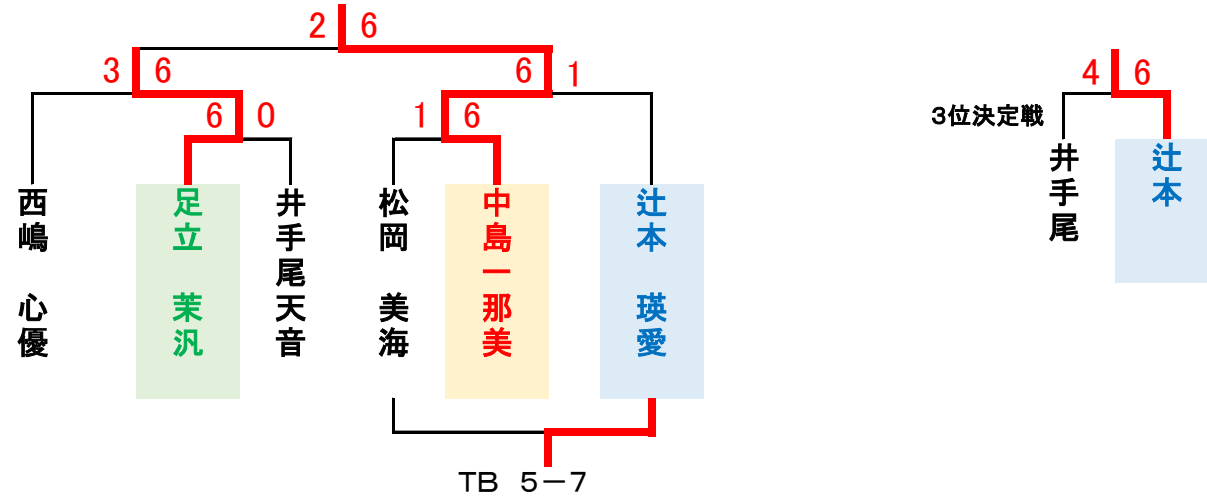 2 6
3 6
6 1
6 0
1 6
西嶋 心優
足立 茉汎
井手尾天音
松岡 美海
中島一那美
辻本 瑛愛
TB 5-7
4 6
3位決定戦
井手尾
辻本